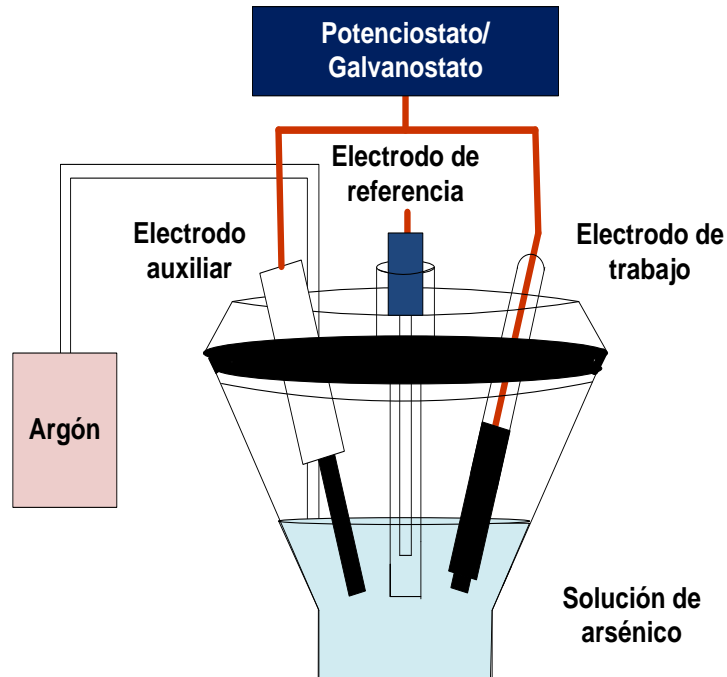 Potenciostato/
Galvanostato
Electrodo de
referencia
Electrodo
auxiliar
Electrodo de
trabajo
Argón
Solución de
arsénico